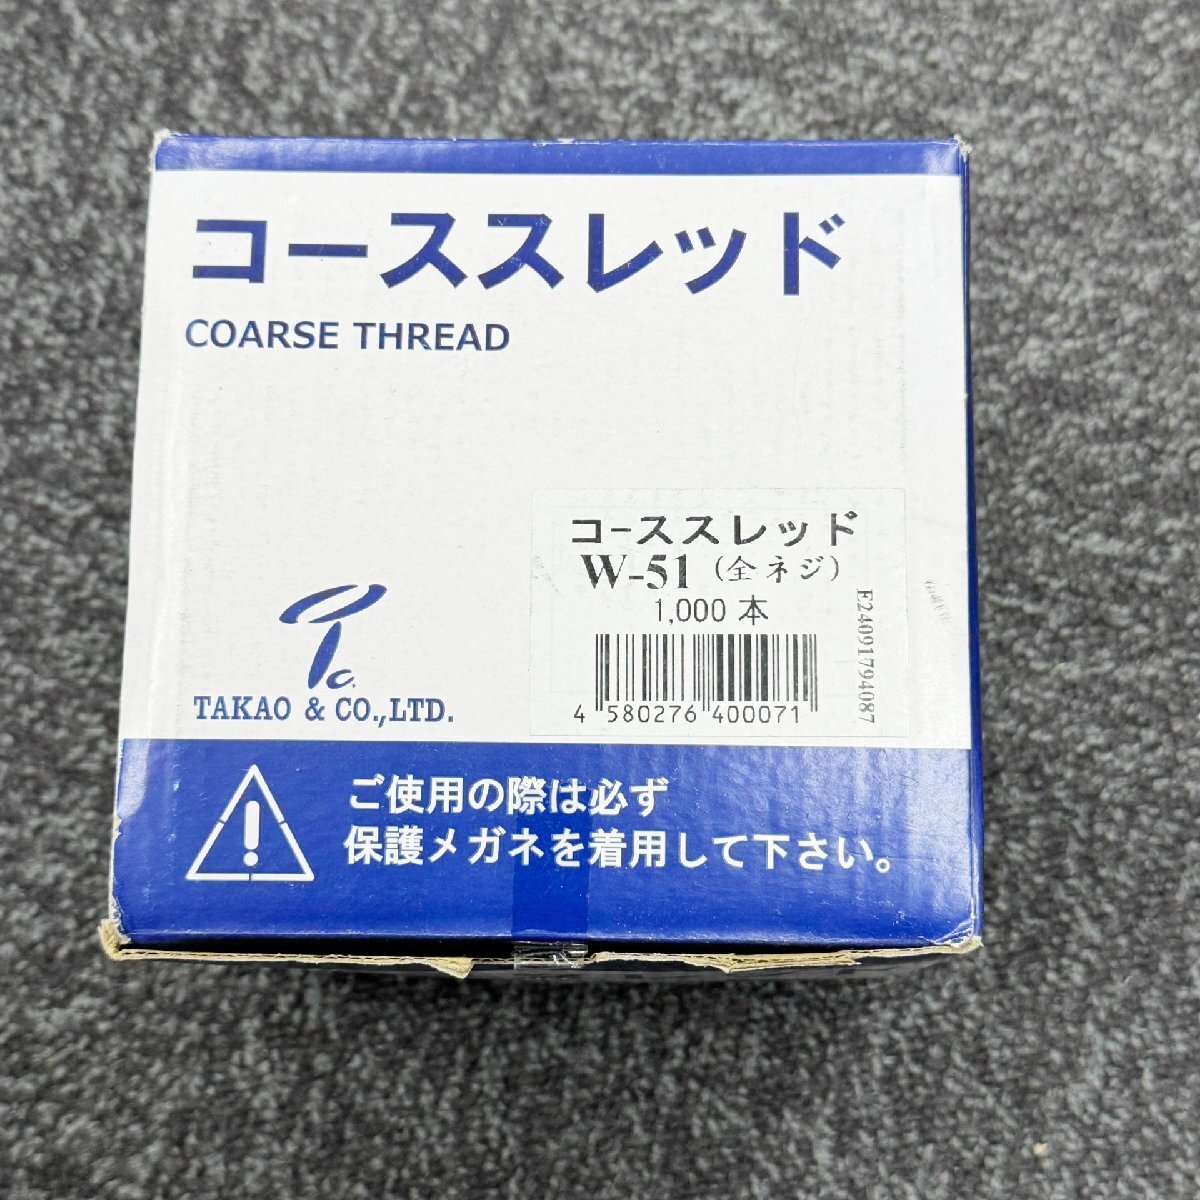 コーススレッド
COARSE THREAD
コーススレッド
W-51（全ネジ）
1,000 本
4 580276 400071
E24091794087
Tc.
TAKAO & CO.,LTD.
ご使用の際は必ず
保護メガネを着用して下さい。